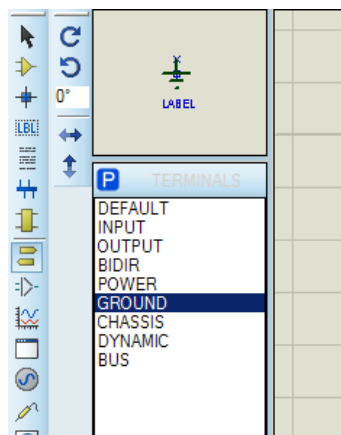 LBL
0°
LABEL
P TERMINALS
DEFAULT
INPUT
OUTPUT
BIDIR
POWER
GROUND
CHASSIS
DYNAMIC
BUS